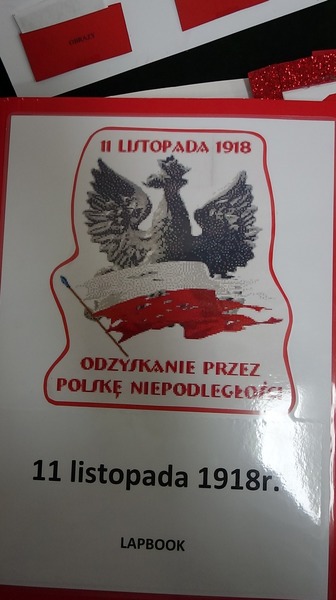 11 LISTOPADA 1918
ODZYSKANIE PRZEZ
POLSKĘ NIEPODLEGŁOŚCI
11 listopada 1918r.
LAPBOOK